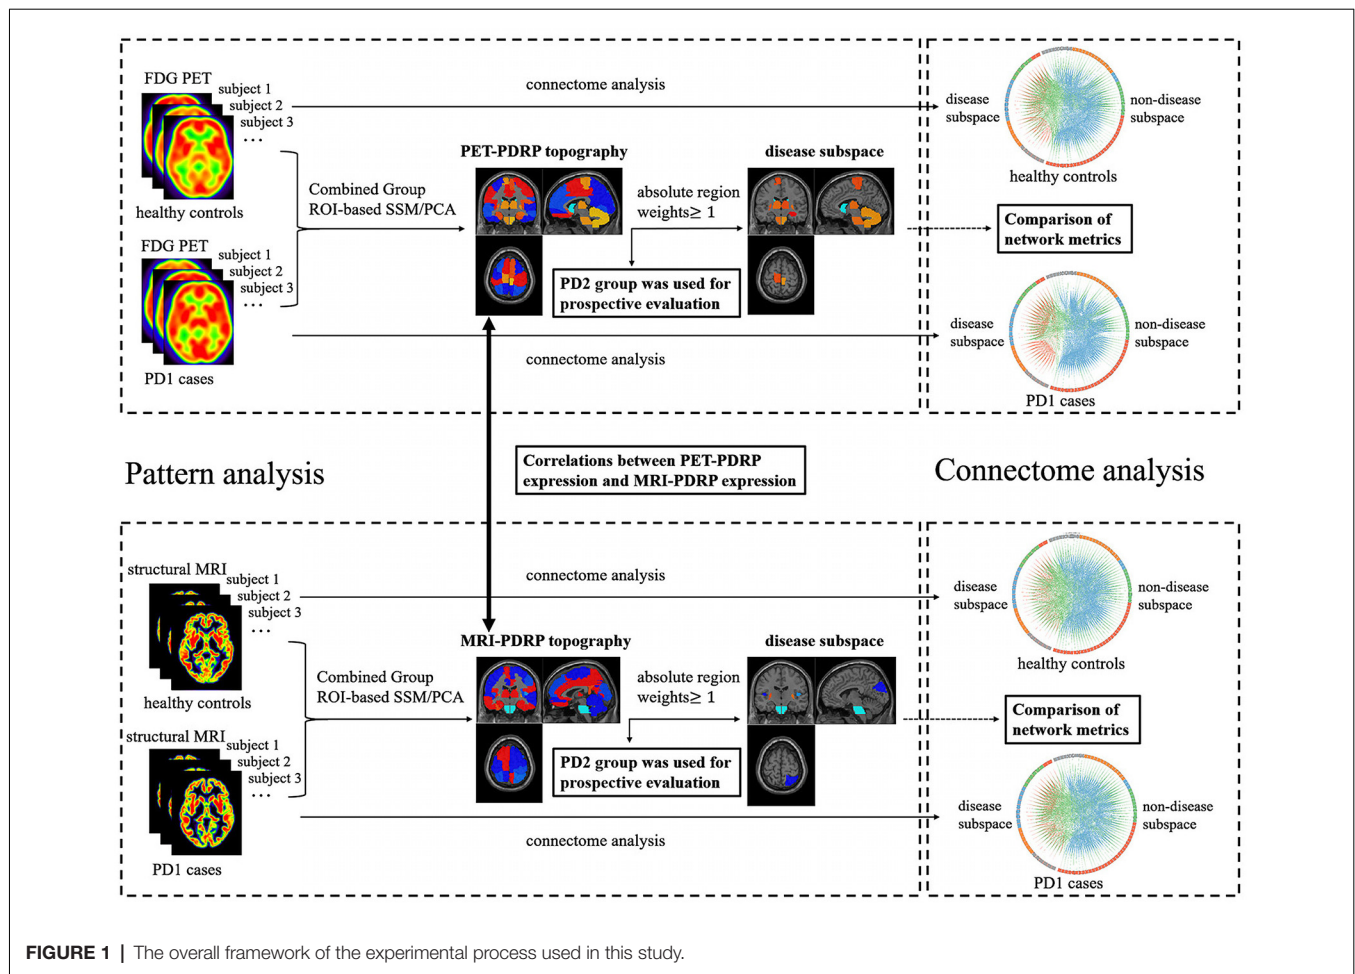 FDG PET
subject 1
subject 2
subject 3
...
healthy controls
FDG PET
subject 1
subject 2
subject 3
...
PD1 cases
connectome analysis
Combined Group
ROI-based SSM/PCA
PET-PDRP topography
absolute region
weights≥ 1
disease subspace
PD2 group was used for
prospective evaluation
connectome analysis
disease
subspace
non-disease
subspace
healthy controls
Comparison of
network metrics
disease
subspace
non-disease
subspace
PD1 cases
Pattern analysis
Correlations between PET-PDRP
expression and MRI-PDRP expression
Connectome analysis
structural MRI
subject 1
subject 2
subject 3
...
healthy controls
structural MRI
subject 1
subject 2
subject 3
...
PD1 cases
connectome analysis
Combined Group
ROI-based SSM/PCA
MRI-PDRP topography
absolute region
weights≥ 1
disease subspace
PD2 group was used for
prospective evaluation
connectome analysis
disease
subspace
non-disease
subspace
healthy controls
Comparison of
network metrics
disease
subspace
non-disease
subspace
PD1 cases
FIGURE 1 | The overall framework of the experimental process used in this study.